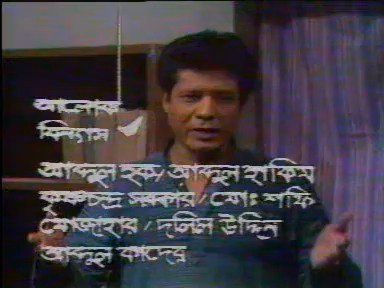 আলোক
বিন্যাস
আব্দুল হক/আব্দুল হাকিম
কৃষ্ণচন্দ্র সরকার/মোঃ শফি
মোজাহার/দলিল উদ্দিন
আব্দুল কাদের